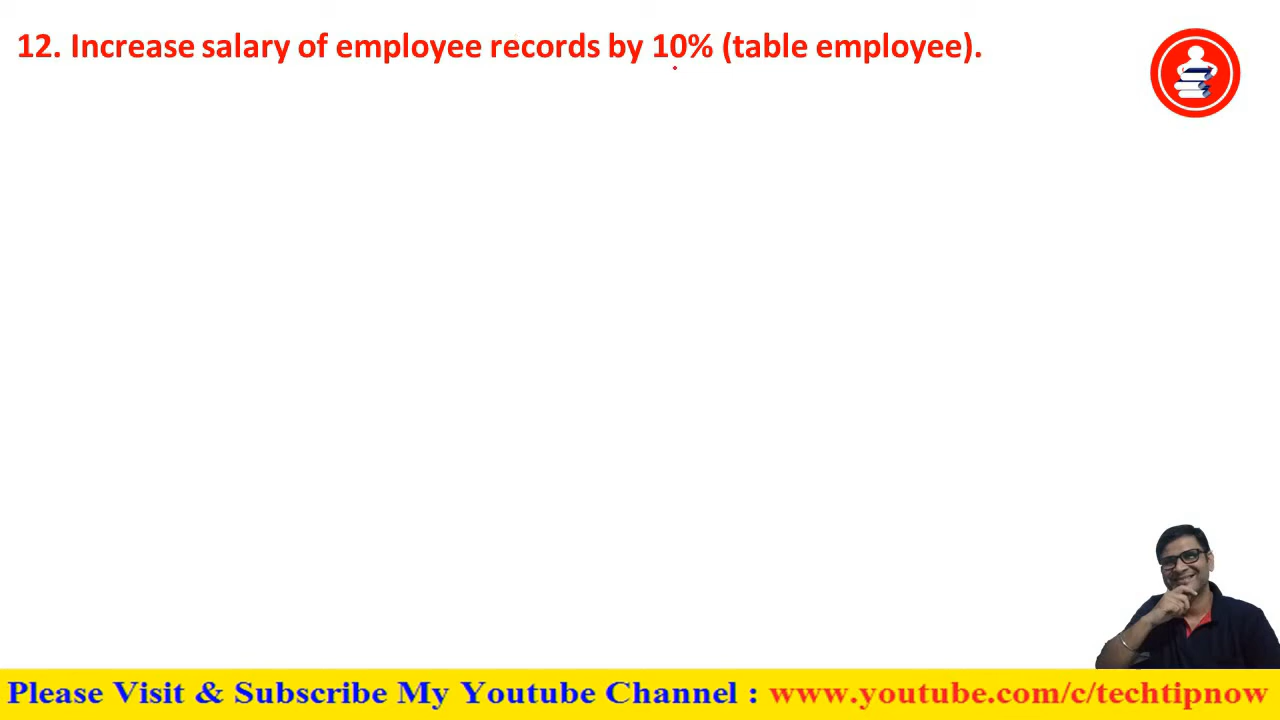 12. Increase salary of employee records by 10% (table employee).
Please Visit & Subscribe My Youtube Channel : www.youtube.com/c/techtipnow